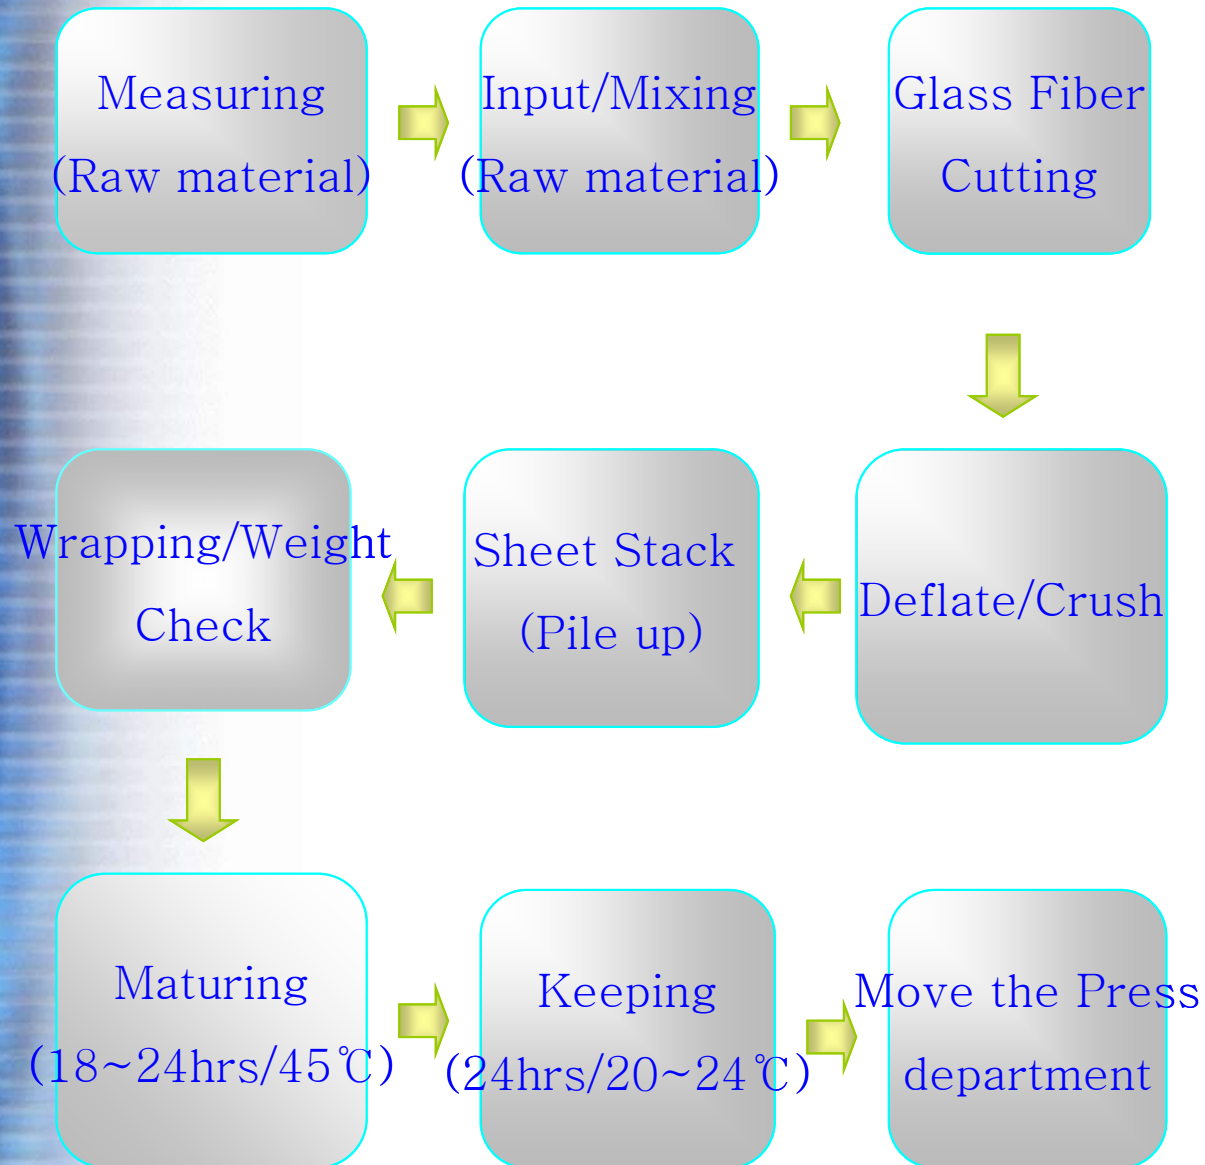 Measuring
(Raw material)
Input/Mixing
(Raw material)
Glass Fiber
Cutting
Deflate/Crush
Sheet Stack
(Pile up)
Wrapping/Weight
Check
Maturing
(18~24hrs/45℃)
Keeping
(24hrs/20~24℃)
Move the Press
department